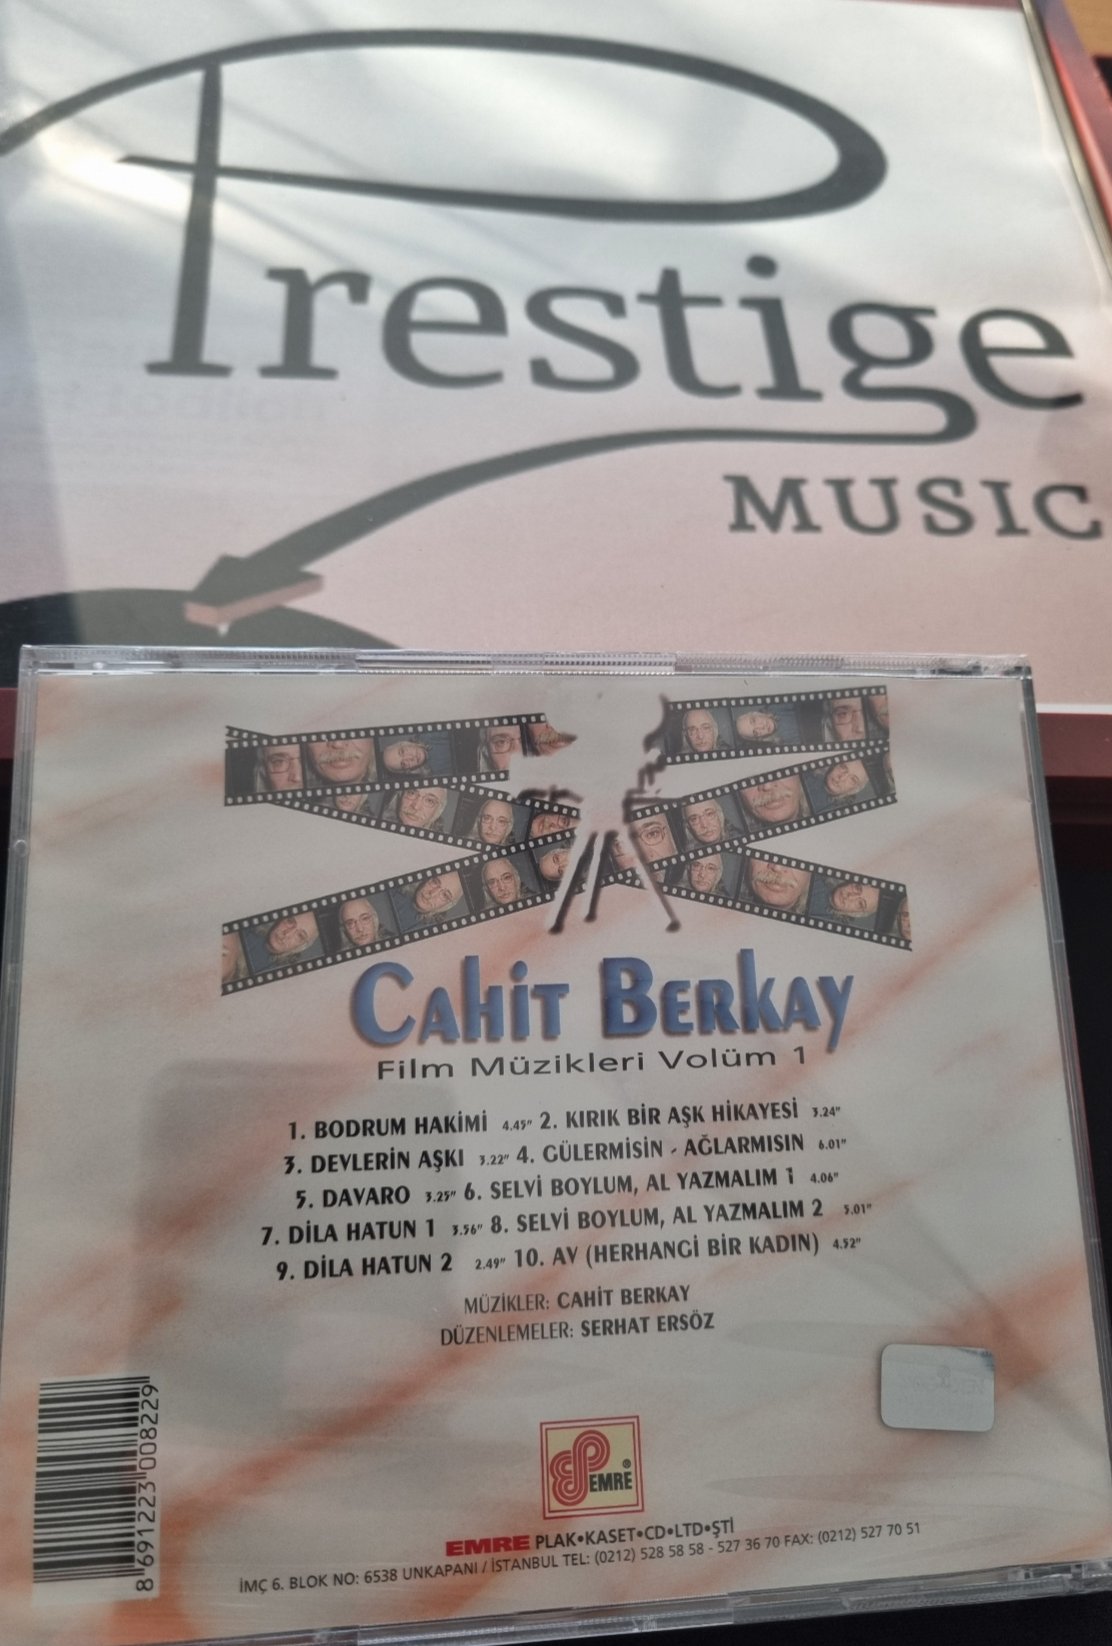 Prestige
MUSIC
CAHİT BERKAY
Film Müzikleri Volüm 1
1. BODRUM HAKİMİ 4.45" 2. KIRIK BİR AŞK HİKAYESİ 3.24"
3. DEVLERİN AŞKI 3.22" 4. GÜLERMİSİN - AĞLARMISIN 6.01"
5. DAVARO 3.25" 6. SELVİ BOYLUM, AL YAZMALIM 1 4.06"
7. DİLA HATUN 1 3.56" 8. SELVİ BOYLUM, AL YAZMALIM 2 5.01"
9. DİLA HATUN 2 2.49" 10. AV (HERHANGİ BİR KADIN) 4.52"
MÜZİKLER: CAHİT BERKAY
DÜZENLEMELER: SERHAT ERSÖZ
8 691223 008229
EMRE ®
EMRE PLAK•KASET•CD•LTD•ŞTİ
İMÇ 6. BLOK NO: 6538 UNKAPANI / İSTANBUL TEL: (0212) 528 58 58 - 527 36 70 FAX: (0212) 527 70 51